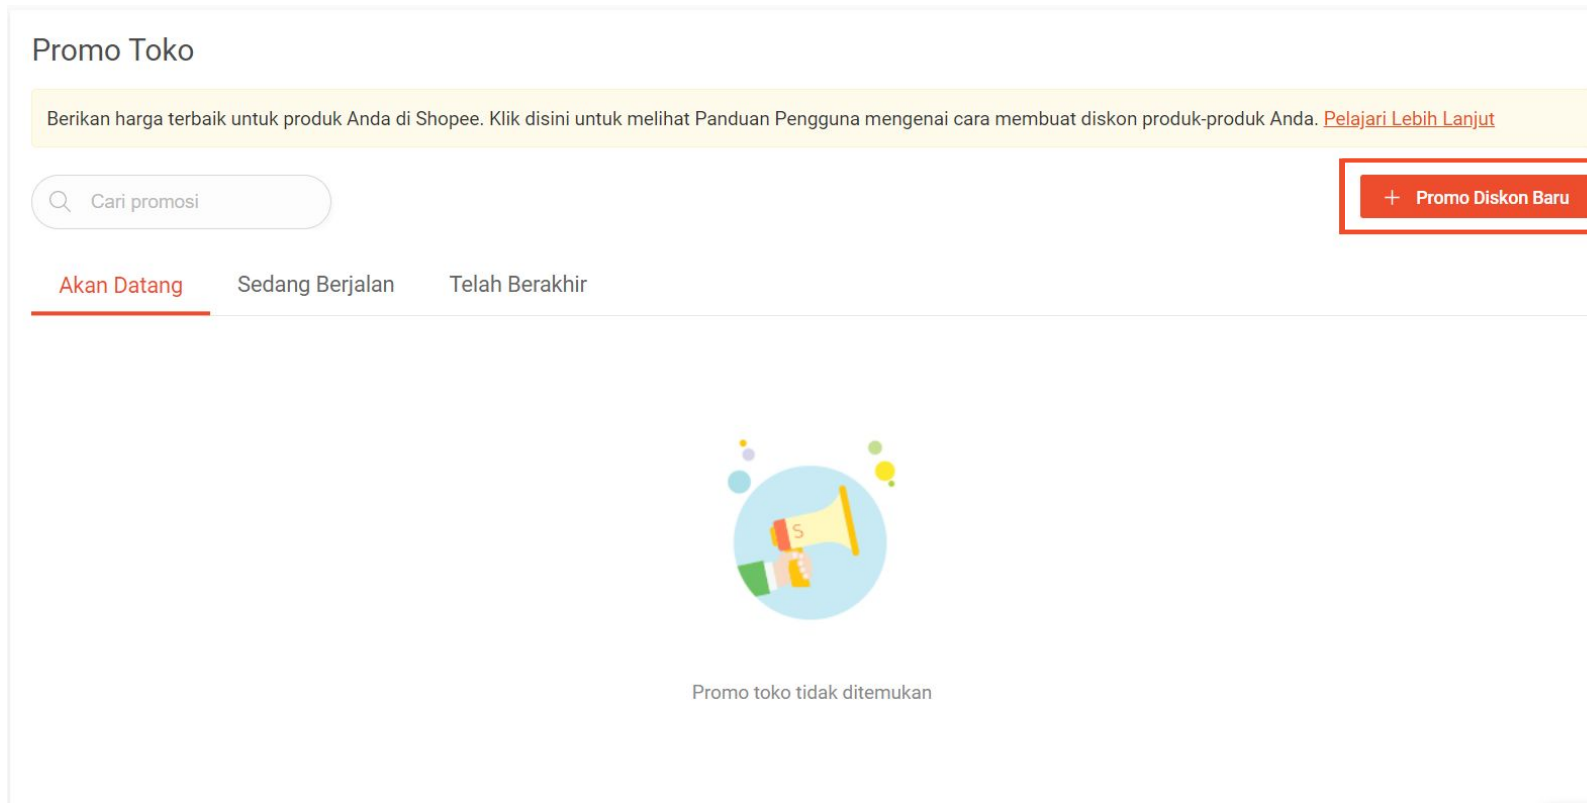 Promo Toko
Berikan harga terbaik untuk produk Anda di Shopee. Klik disini untuk melihat Panduan Pengguna mengenai cara membuat diskon produk-produk Anda. Pelajari Lebih Lanjut
Cari promosi
+ Promo Diskon Baru
Akan Datang Sedang Berjalan Telah Berakhir
S
Promo toko tidak ditemukan